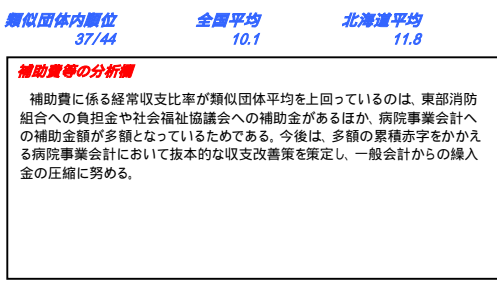 類似団体内順位 全国平均 北海道平均
37/44 10.1 11.8
補助費等の分析欄
補助費に係る経常収支比率が類似団体平均を上回っているのは、東部消防
組合への負担金や社会福祉協議会への補助金があるほか、病院事業会計へ
の補助金額が多額となっているためである。今後は、多額の累積赤字をかかえ
る病院事業会計において抜本的な収支改善策を策定し、一般会計からの繰入
金の圧縮に努める。